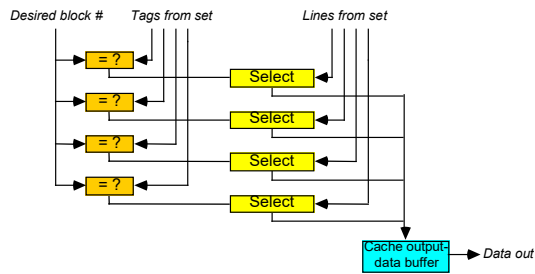 Desired block # Tags from set Lines from set
= ?
Select
= ?
Select
= ?
Select
= ?
Select
Cache output-
data buffer
Data out